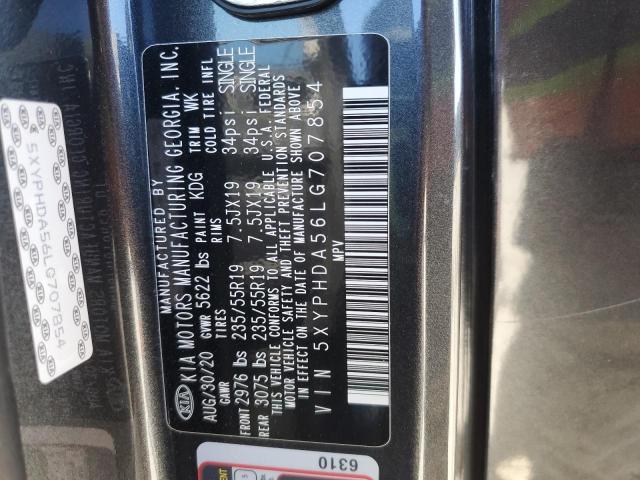 MANUFACTURED BY
KIA KIA MOTORS MANUFACTURING GEORGIA, INC.
AUG/30/20 GVWR 5622 lbs PAINT KDG TRIM WK
GAWR TIRES RIMS COLD TIRE INFL
FRONT 2976 lbs 235/55R19 7.5JX19 34psi SINGLE
REAR 3075 lbs 235/55R19 7.5JX19 34psi SINGLE
THIS VEHICLE CONFORMS TO ALL APPLICABLE U.S.A. FEDERAL
MOTOR VEHICLE SAFETY AND THEFT PREVENTION STANDARDS
IN EFFECT ON THE DATE OF MANUFACTURE SHOWN ABOVE
VIN 5XYPHDA56LG707854
MPV
5XYPHDA56LG707854
6310